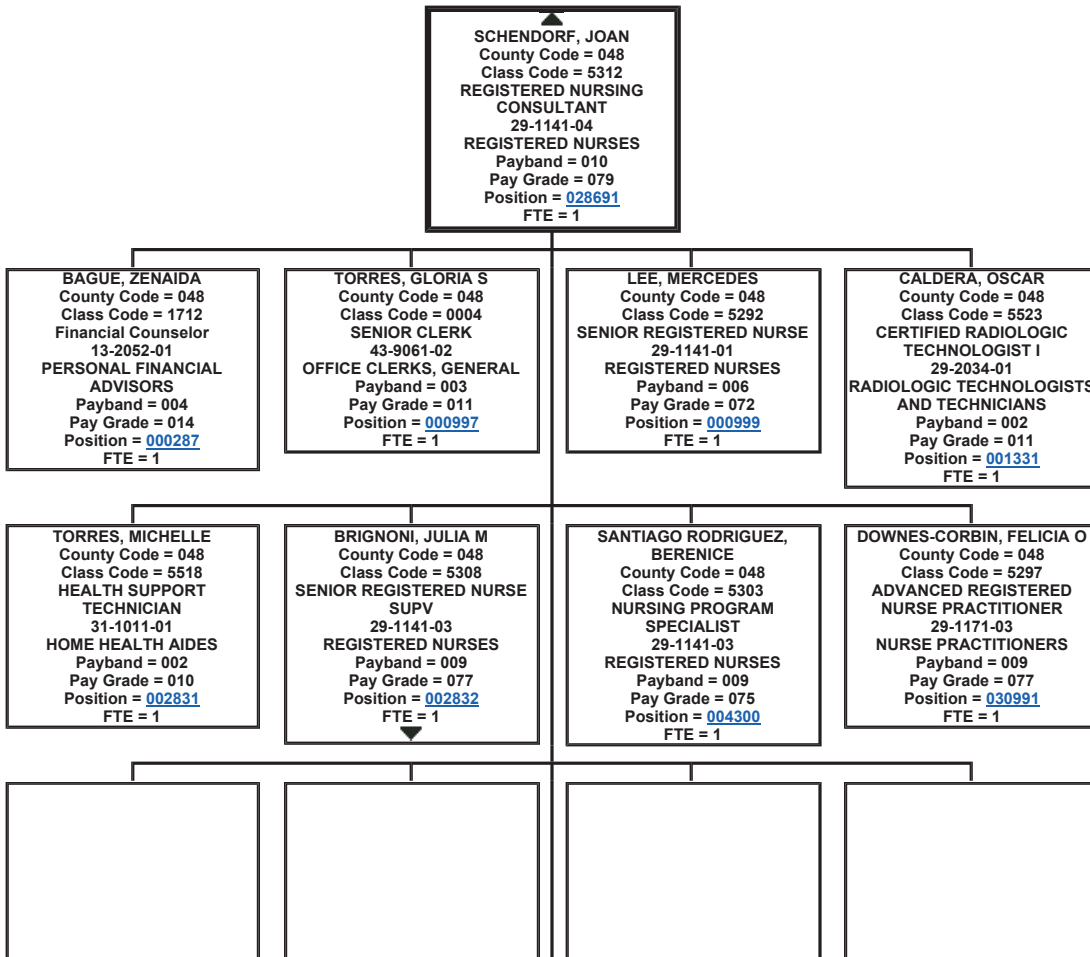 SCHENDORF, JOAN
County Code = 048
Class Code = 5312
REGISTERED NURSING
CONSULTANT
29-1141-04
REGISTERED NURSES
Payband = 010
Pay Grade = 079
Position = 028691
FTE = 1
BAGUE, ZENAIDA
County Code = 048
Class Code = 1712
Financial Counselor
13-2052-01
PERSONAL FINANCIAL
ADVISORS
Payband = 004
Pay Grade = 014
Position = 000287
FTE = 1
TORRES, GLORIA S
County Code = 048
Class Code = 0004
SENIOR CLERK
43-9061-02
OFFICE CLERKS, GENERAL
Payband = 003
Pay Grade = 011
Position = 000997
FTE = 1
LEE, MERCEDES
County Code = 048
Class Code = 5292
SENIOR REGISTERED NURSE
29-1141-01
REGISTERED NURSES
Payband = 006
Pay Grade = 072
Position = 000999
FTE = 1
CALDERA, OSCAR
County Code = 048
Class Code = 5523
CERTIFIED RADIOLOGIC
TECHNOLOGIST I
29-2034-01
RADIOLOGIC TECHNOLOGISTS
AND TECHNICIANS
Payband = 002
Pay Grade = 011
Position = 001331
FTE = 1
TORRES, MICHELLE
County Code = 048
Class Code = 5518
HEALTH SUPPORT
TECHNICIAN
31-1011-01
HOME HEALTH AIDES
Payband = 002
Pay Grade = 010
Position = 002831
FTE = 1
BRIGNONI, JULIA M
County Code = 048
Class Code = 5308
SENIOR REGISTERED NURSE
SUPV
29-1141-03
REGISTERED NURSES
Payband = 009
Pay Grade = 077
Position = 002832
FTE = 1
SANTIAGO RODRIGUEZ,
BERENICE
County Code = 048
Class Code = 5303
NURSING PROGRAM
SPECIALIST
29-1141-03
REGISTERED NURSES
Payband = 009
Pay Grade = 075
Position = 004300
FTE = 1
DOWNES-CORBIN, FELICIA O
County Code = 048
Class Code = 5297
ADVANCED REGISTERED
NURSE PRACTITIONER
29-1171-03
NURSE PRACTITIONERS
Payband = 009
Pay Grade = 077
Position = 030991
FTE = 1